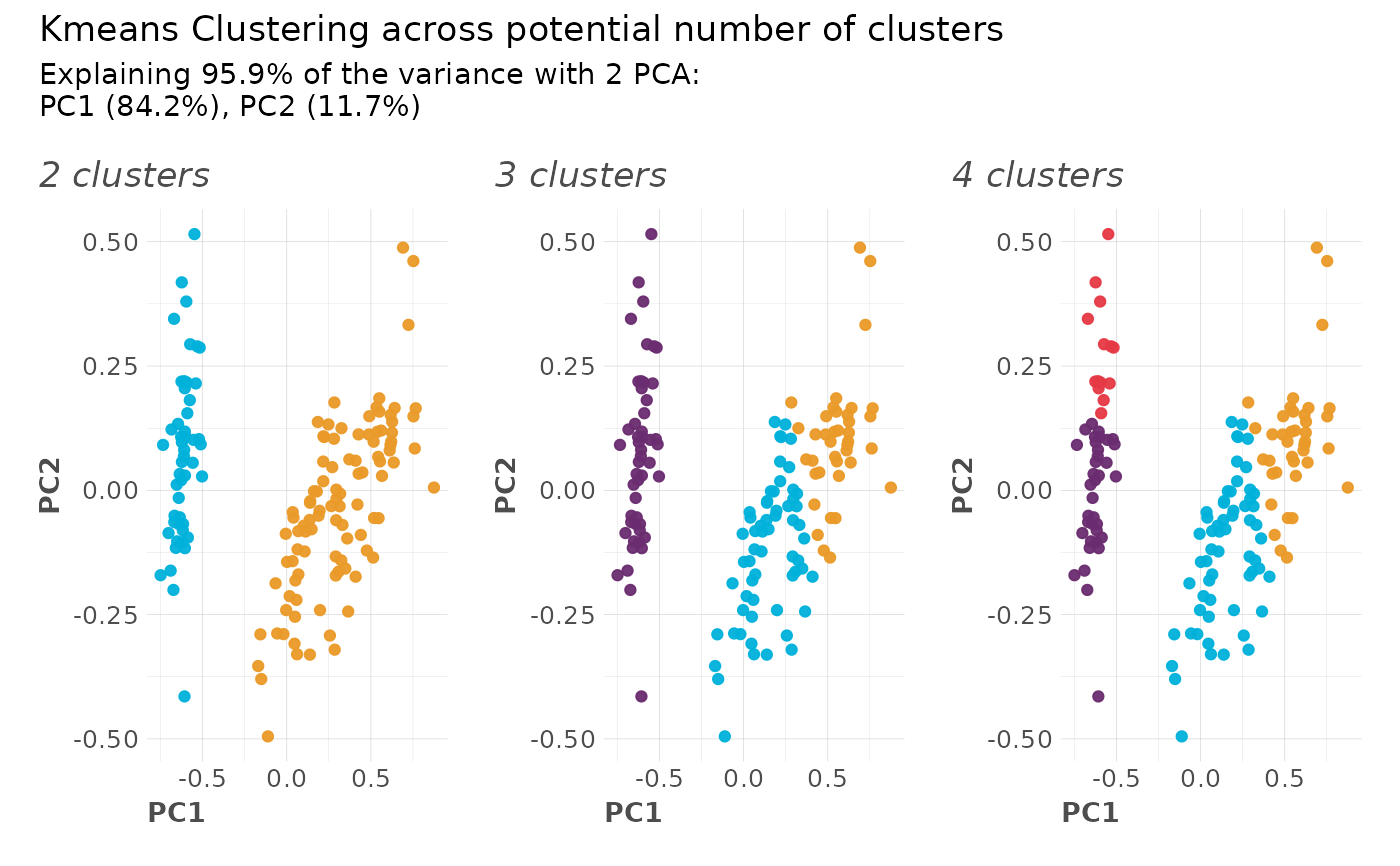 Kmeans Clustering across potential number of clusters
Explaining 95.9% of the variance with 2 PCA:
PC1 (84.2%), PC2 (11.7%)
2 clusters
0.50
0.25
0.00
-0.25
-0.50
PC2
-0.5 0.0 0.5
PC1
3 clusters
0.50
0.25
0.00
-0.25
-0.50
PC2
-0.5 0.0 0.5
PC1
4 clusters
0.50
0.25
0.00
-0.25
-0.50
PC2
-0.5 0.0 0.5
PC1